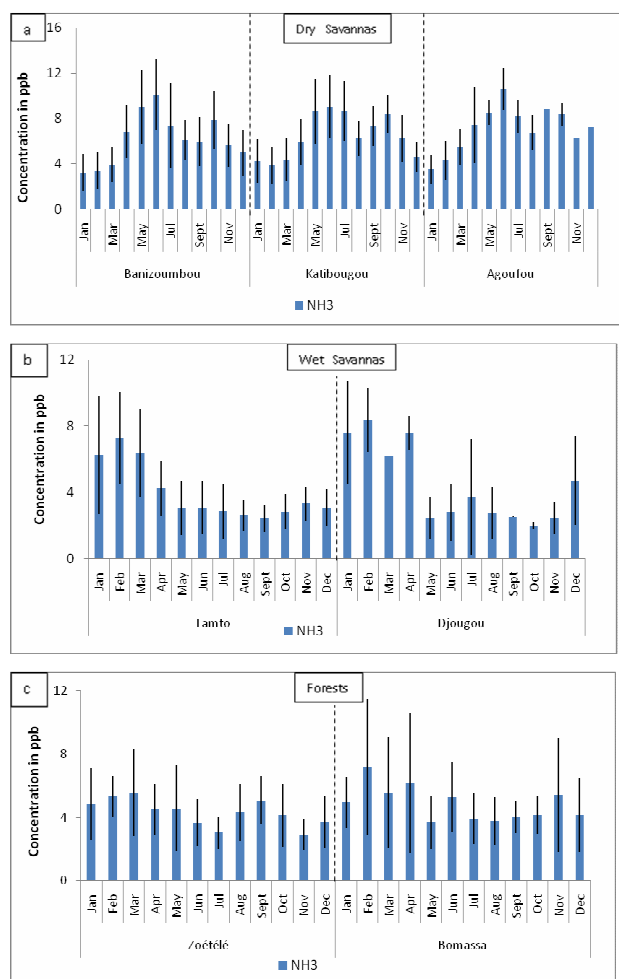 a
Dry Savannas
Concentration in ppb
16
12
8
4
0
Jan
Mar
May
Jul
Sept
Nov
Jan
Mar
May
Jul
Sept
Nov
Jan
Mar
May
Jul
Sept
Nov
Banizoumbou
Katibougou
Agoufou
NH3
b
Wet Savannas
Concentration in ppb
12
8
4
0
Jan
Feb
Mar
Apr
May
Jun
Jul
Aug
Sept
Oct
Nov
Dec
Jan
Feb
Mar
Apr
May
Jun
Jul
Aug
Sept
Oct
Nov
Dec
Lamto
Djougou
NH3
c
Forests
Concentration in ppb
12
8
4
0
Jan
Feb
Mar
Apr
May
Jun
Jul
Aug
Sept
Oct
Nov
Dec
Jan
Feb
Mar
Apr
May
Jun
Jul
Aug
Sept
Oct
Nov
Dec
Zoétélé
Bomassa
NH3